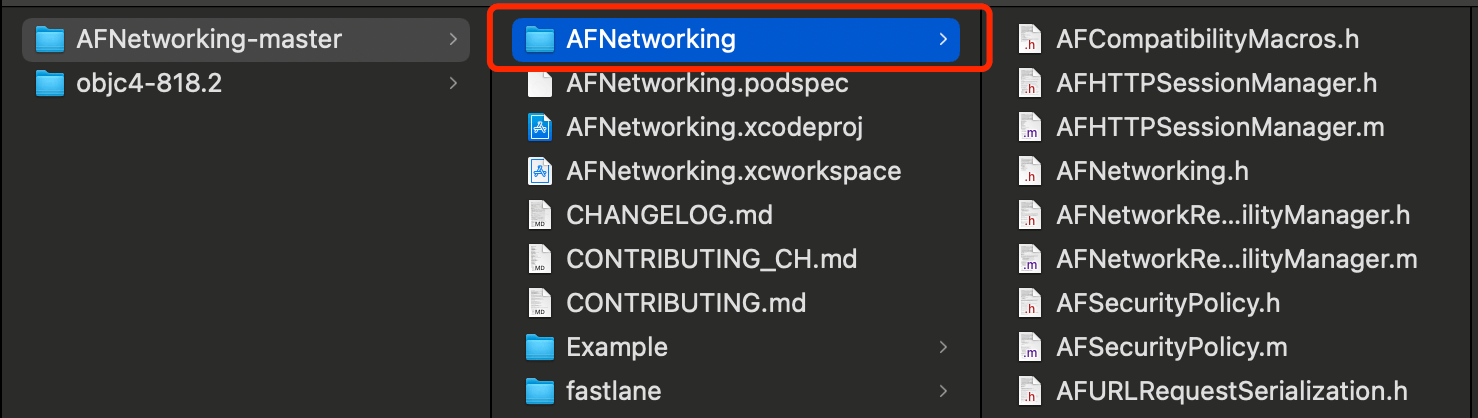 AFNetworking-master
objc4-818.2
AFNetworking
AFNetworking.podspec
AFNetworking.xcodeproj
AFNetworking.xcworkspace
CHANGELOG.md
CONTRIBUTING_CH.md
CONTRIBUTING.md
Example
fastlane
AFCompatibilityMacros.h
AFHTTPSessionManager.h
AFHTTPSessionManager.m
AFNetworking.h
AFNetworkRe...ilityManager.h
AFNetworkRe...ilityManager.m
AFSecurityPolicy.h
AFSecurityPolicy.m
AFURLRequestSerialization.h